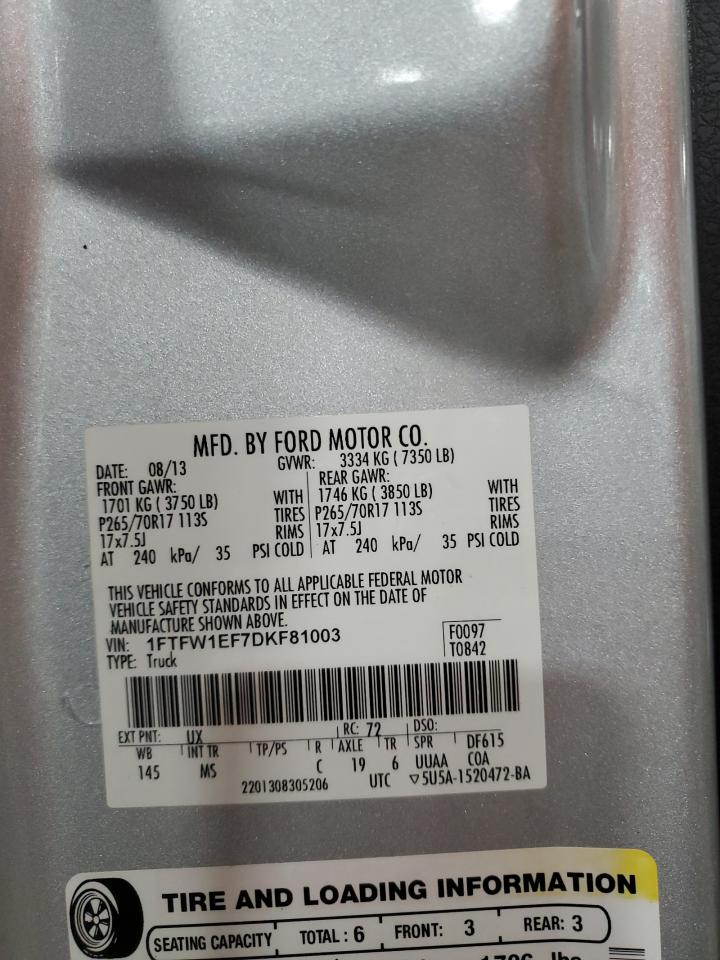 MFD. BY FORD MOTOR CO.
DATE: 08/13 GVWR: 3334 KG ( 7350 LB)
FRONT GAWR: REAR GAWR:
1701 KG ( 3750 LB) WITH 1746 KG ( 3850 LB) WITH
P265/70R17 113S TIRES P265/70R17 113S TIRES
17x7.5J RIMS 17x7.5J RIMS
AT 240 kPa/ 35 PSI COLD AT 240 kPa/ 35 PSI COLD
THIS VEHICLE CONFORMS TO ALL APPLICABLE FEDERAL MOTOR
VEHICLE SAFETY STANDARDS IN EFFECT ON THE DATE OF
MANUFACTURE SHOWN ABOVE.
VIN: 1FTFW1EF7DKF81003 F0097
TYPE: Truck T0842
EXT PNT: UX RC: 72 DSO:
WB INT TR TP/PS R AXLE TR SPR DF615
145 MS C 19 6 UUAA COA
2201308305206 UTC ▽5U5A-1520472-BA
TIRE AND LOADING INFORMATION
SEATING CAPACITY TOTAL : 6 FRONT: 3 REAR: 3